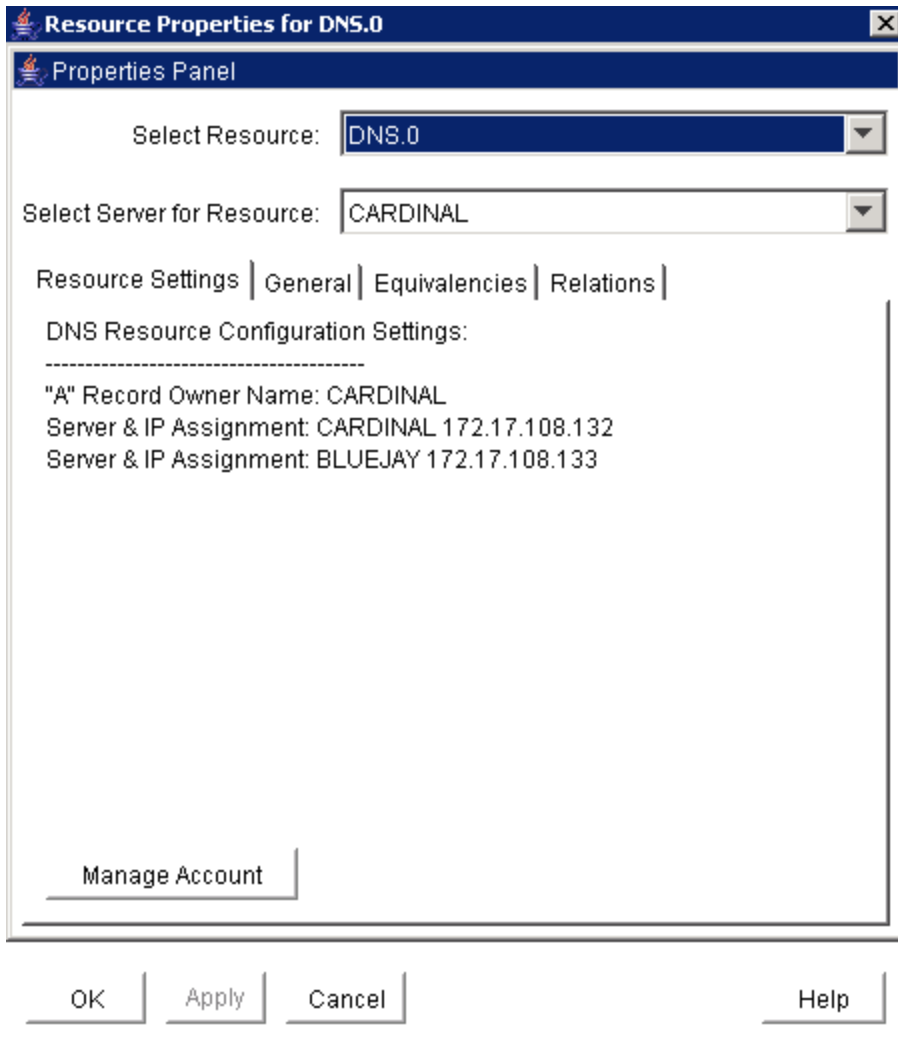 Resource Properties for DNS.0
Properties Panel
Select Resource: DNS.0
Select Server for Resource: CARDINAL
Resource Settings General Equivalencies Relations
DNS Resource Configuration Settings:
----------------------------------------
"A" Record Owner Name: CARDINAL
Server & IP Assignment: CARDINAL 172.17.108.132
Server & IP Assignment: BLUEJAY 172.17.108.133
Manage Account
OK Apply Cancel Help